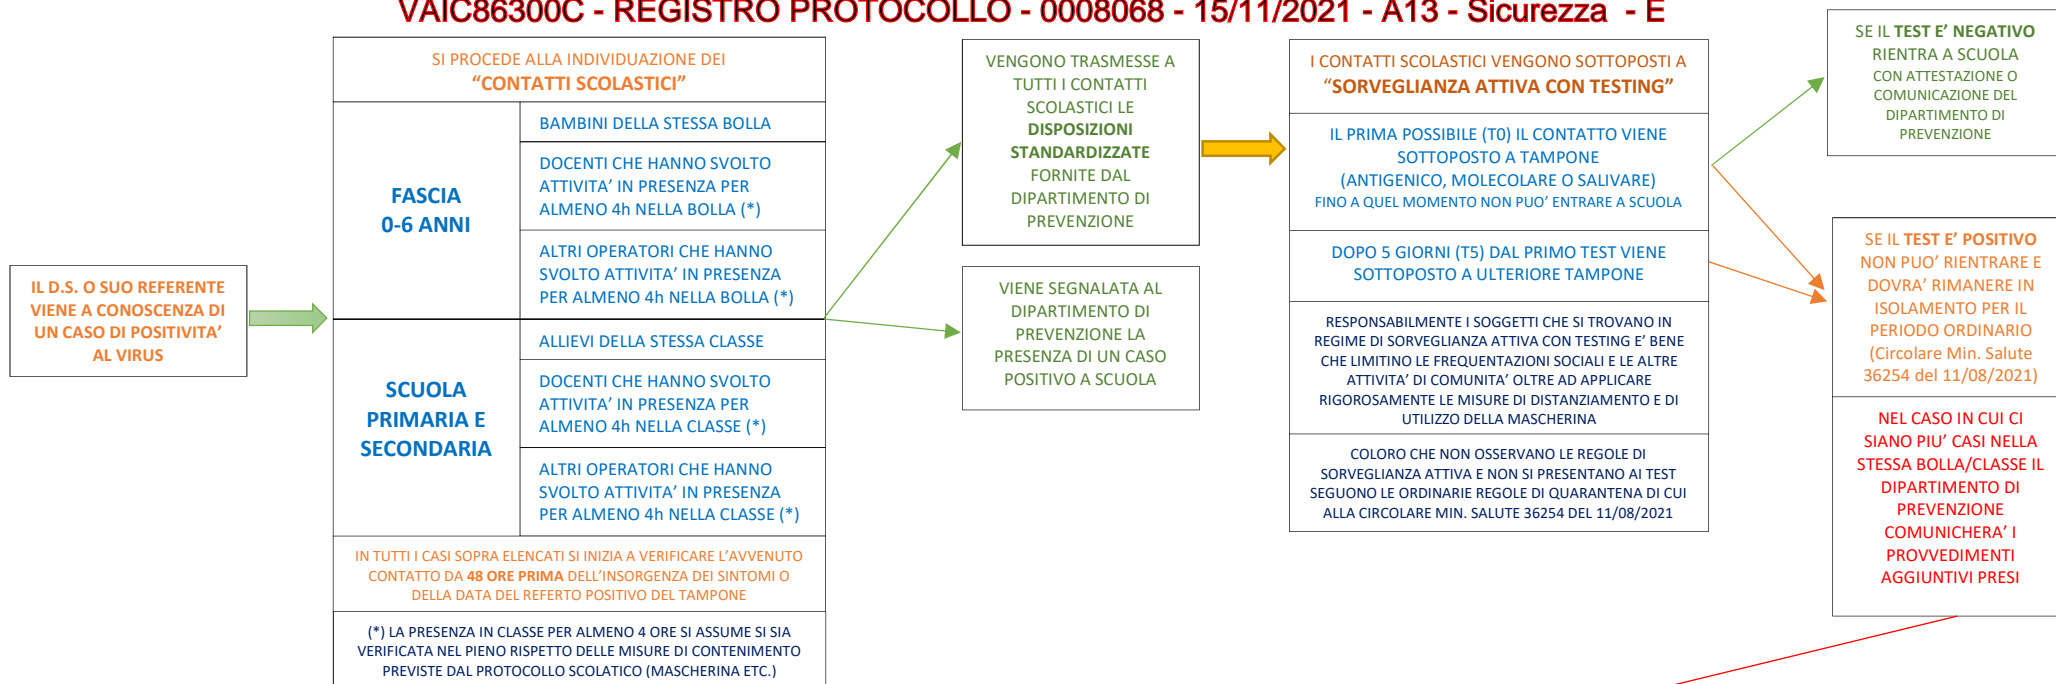 VAIC86300C - REGISTRO PROTOCOLLO - 0008068 - 15/11/2021 - A13 - Sicurezza - E
IL D.S. O SUO REFERENTE
VIENE A CONOSCENZA DI
UN CASO DI POSITIVITA’
AL VIRUS
SI PROCEDE ALLA INDIVIDUAZIONE DEI
“CONTATTI SCOLASTICI”
FASCIA
0-6 ANNI
BAMBINI DELLA STESSA BOLLA
DOCENTI CHE HANNO SVOLTO
ATTIVITA’ IN PRESENZA PER
ALMENO 4h NELLA BOLLA (*)
ALTRI OPERATORI CHE HANNO
SVOLTO ATTIVITA’ IN PRESENZA
PER ALMENO 4h NELLA BOLLA (*)
SCUOLA
PRIMARIA E
SECONDARIA
ALLIEVI DELLA STESSA CLASSE
DOCENTI CHE HANNO SVOLTO
ATTIVITA’ IN PRESENZA PER
ALMENO 4h NELLA CLASSE (*)
ALTRI OPERATORI CHE HANNO
SVOLTO ATTIVITA’ IN PRESENZA
PER ALMENO 4h NELLA CLASSE (*)
IN TUTTI I CASI SOPRA ELENCATI SI INIZIA A VERIFICARE L’AVVENUTO
CONTATTO DA 48 ORE PRIMA DELL’INSORGENZA DEI SINTOMI O
DELLA DATA DEL REFERTO POSITIVO DEL TAMPONE
(*) LA PRESENZA IN CLASSE PER ALMENO 4 ORE SI ASSUME SI SIA
VERIFICATA NEL PIENO RISPETTO DELLE MISURE DI CONTENIMENTO
PREVISTE DAL PROTOCOLLO SCOLATICO (MASCHERINA ETC.)
VENGONO TRASMESSE A
TUTTI I CONTATTI
SCOLASTICI LE
DISPOSIZIONI
STANDARDIZZATE
FORNITE DAL
DIPARTIMENTO DI
PREVENZIONE
VIENE SEGNALATA AL
DIPARTIMENTO DI
PREVENZIONE LA
PRESENZA DI UN CASO
POSITIVO A SCUOLA
I CONTATTI SCOLASTICI VENGONO SOTTOPOSTI A
“SORVEGLIANZA ATTIVA CON TESTING”
IL PRIMA POSSIBILE (T0) IL CONTATTO VIENE
SOTTOPOSTO A TAMPONE
(ANTIGENICO, MOLECOLARE O SALIVARE)
FINO A QUEL MOMENTO NON PUO’ ENTRARE A SCUOLA
DOPO 5 GIORNI (T5) DAL PRIMO TEST VIENE
SOTTOPOSTO A ULTERIORE TAMPONE
RESPONSABILMENTE I SOGGETTI CHE SI TROVANO IN
REGIME DI SORVEGLIANZA ATTIVA CON TESTING E’ BENE
CHE LIMITINO LE FREQUENTAZIONI SOCIALI E LE ALTRE
ATTIVITA’ DI COMUNITA’ OLTRE AD APPLICARE
RIGOROSAMENTE LE MISURE DI DISTANZIAMENTO E DI
UTILIZZO DELLA MASCHERINA
COLORO CHE NON OSSERVANO LE REGOLE DI
SORVEGLIANZA ATTIVA E NON SI PRESENTANO AI TEST
SEGUONO LE ORDINARIE REGOLE DI QUARANTENA DI CUI
ALLA CIRCOLARE MIN. SALUTE 36254 DEL 11/08/2021
SE IL TEST E’ NEGATIVO
RIENTRA A SCUOLA
CON ATTESTAZIONE O
COMUNICAZIONE DEL
DIPARTIMENTO DI
PREVENZIONE
SE IL TEST E’ POSITIVO
NON PUO’ RIENTRARE E
DOVRA’ RIMANERE IN
ISOLAMENTO PER IL
PERIODO ORDINARIO
(Circolare Min. Salute
36254 del 11/08/2021)
NEL CASO IN CUI CI
SIANO PIU’ CASI NELLA
STESSA BOLLA/CLASSE IL
DIPARTIMENTO DI
PREVENZIONE
COMUNICHERA’ I
PROVVEDIMENTI
AGGIUNTIVI PRESI